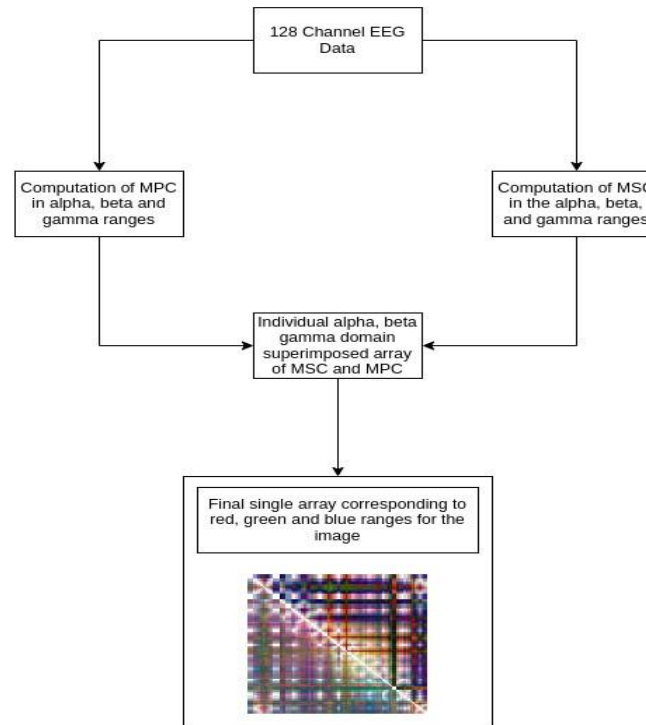 128 Channel EEG
Data
Computation of MPC
in alpha, beta and
gamma ranges
Computation of MSC
in the alpha, beta,
and gamma ranges
Individual alpha, beta
gamma domain
superimposed array
of MSC and MPC
Final single array corresponding to
red, green and blue ranges for the
image